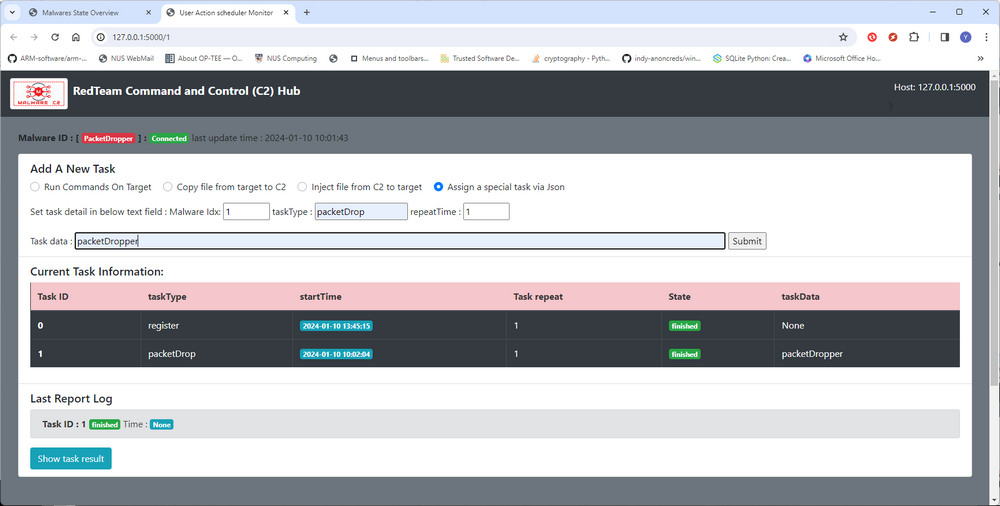 Malwares State Overview
User Action scheduler Monitor
127.0.0.1:5000/1
Y
ARM-software/arm-...
NUS WebMail
About OP-TEE — O...
NUS Computing
Menus and toolbars...
Trusted Software De...
cryptography - Pyth...
indy-anoncreds/win...
SQLite Python: Crea...
Microsoft Office Ho...
MALWARE C2
RedTeam Command and Control (C2) Hub
Host: 127.0.0.1:5000
Malware ID : [ PacketDropper ] : Connected last update time : 2024-01-10 10:01:43
Add A New Task
Run Commands On Target Copy file from target to C2 Inject file from C2 to target Assign a special task via Json
Set task detail in below text field : Malware Idx: 1 taskType : packetDrop repeatTime : 1
Task data : packetDropper Submit
Current Task Information:
Task ID taskType startTime Task repeat State taskData
0 register 2024-01-10 13:45:15 1 finished None
1 packetDrop 2024-01-10 10:02:04 1 finished packetDropper
Last Report Log
Task ID : 1 finished Time : None
Show task result